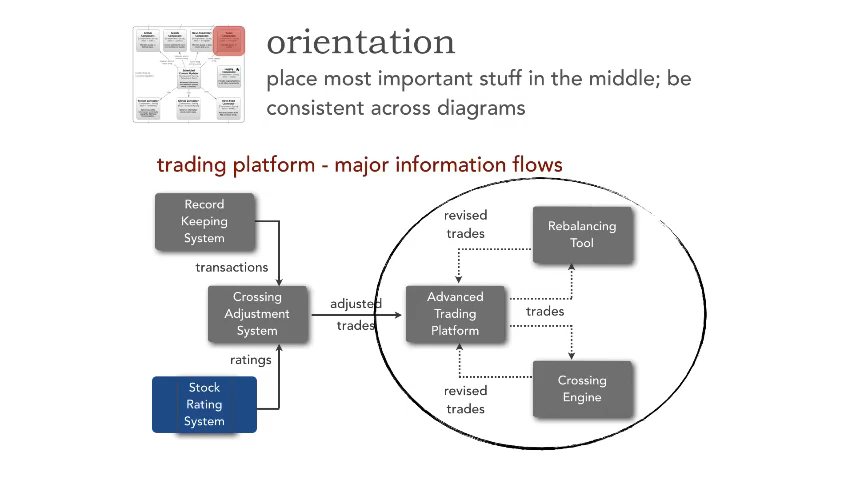 orientation
place most important stuff in the middle; be
consistent across diagrams
trading platform - major information flows
Record
Keeping
System
transactions
Crossing
Adjustment
System
ratings
Stock
Rating
System
adjusted
trades
revised
trades
Rebalancing
Tool
Advanced
Trading
Platform
trades
Crossing
Engine
revised
trades